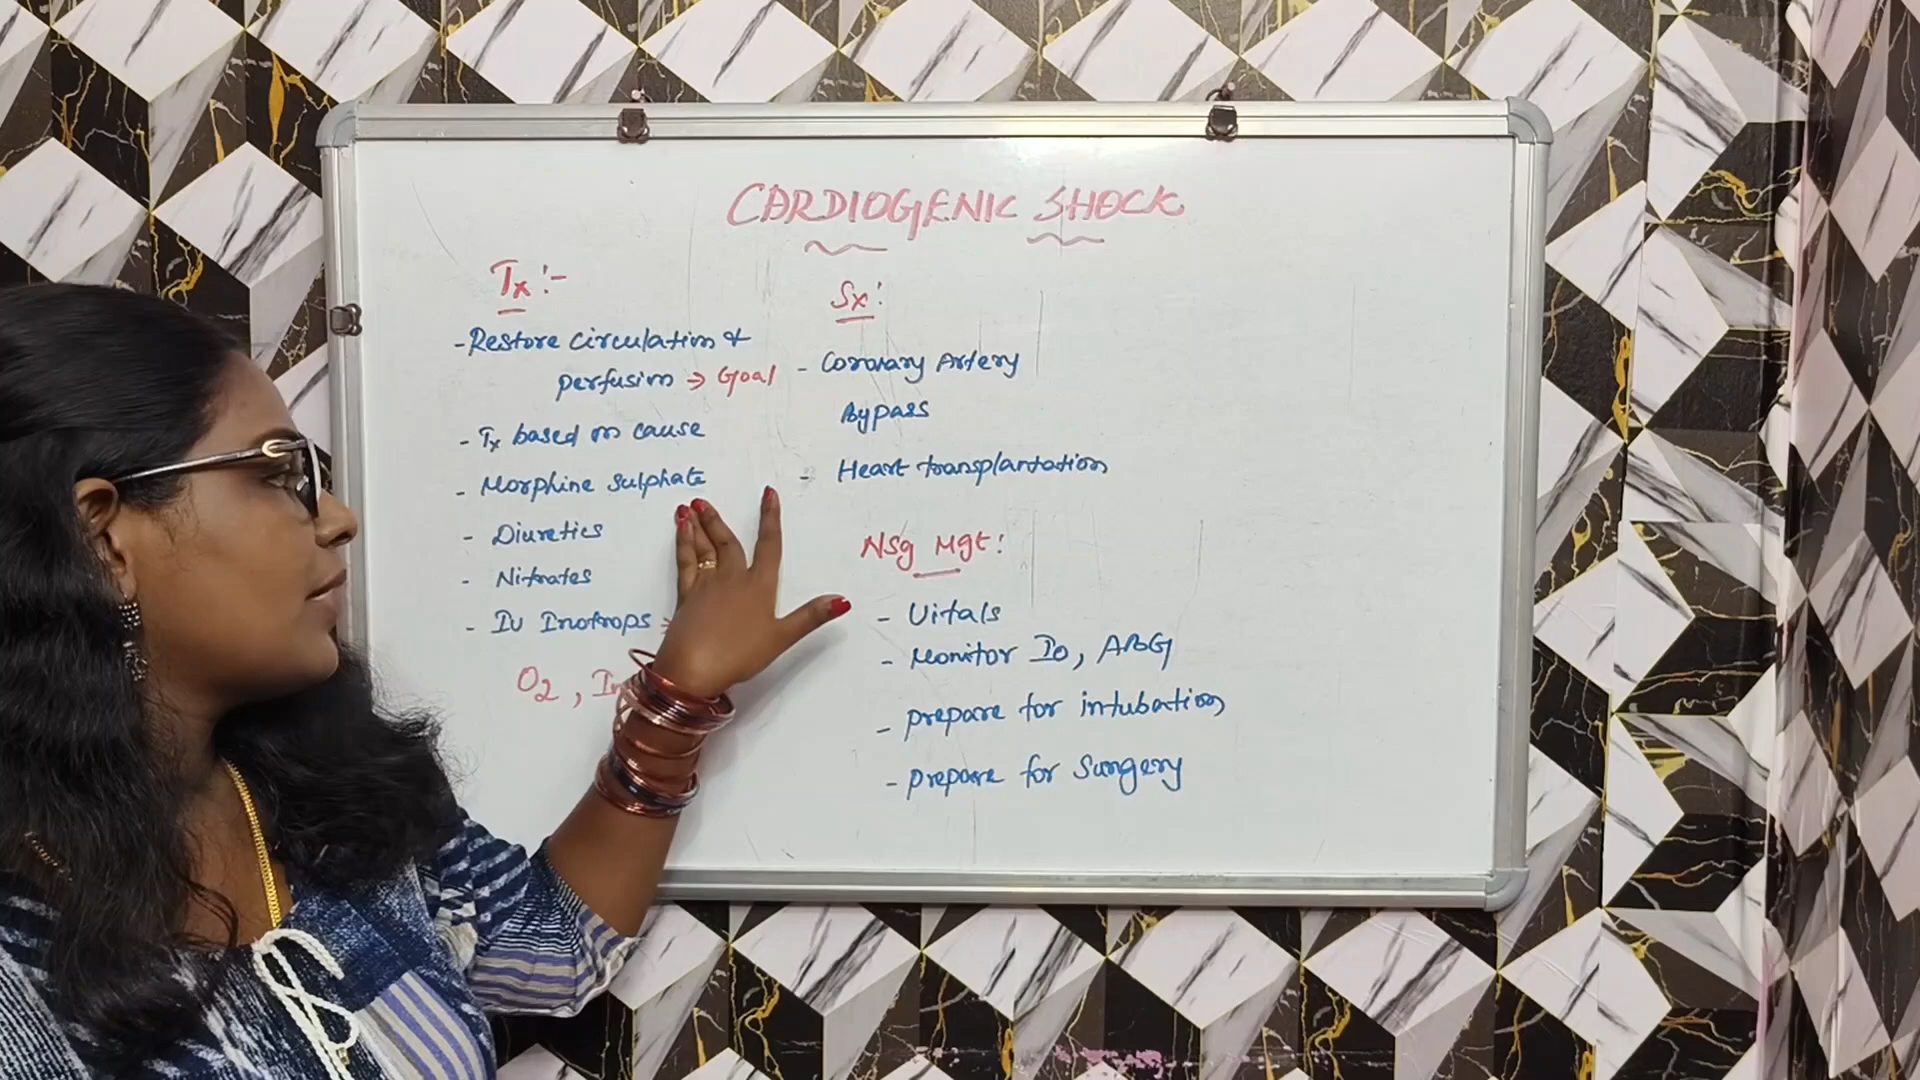 CARDIOGENIC SHOCK
Tx :-
- Restore circulation &
perfusion → Goal
- Tx based on cause
- Morphine Sulphate
- Diuretics
- Nitrates
- IV Inotrops
O2 ,
Sx :
- Coronary Artery
Bypass
- Heart transplantation
Nsg Mgt :
- Vitals
- Monitor Io, ABG
- prepare for intubation
- prepare for surgery